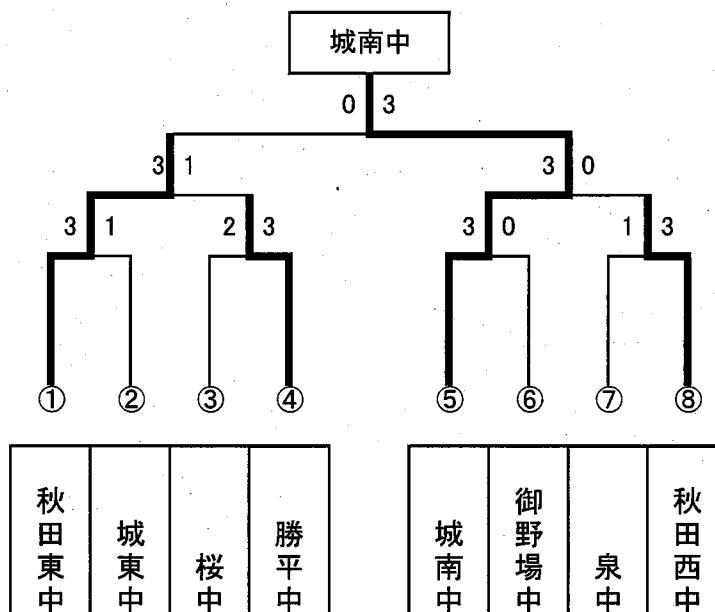 城南中
0 3
3 1 3 0
3 1 2 3 3 0 1 3
① ② ③ ④ ⑤ ⑥ ⑦ ⑧
秋田東中
城東中
桜中
勝平中
城南中
御野場中
泉中
秋田西中